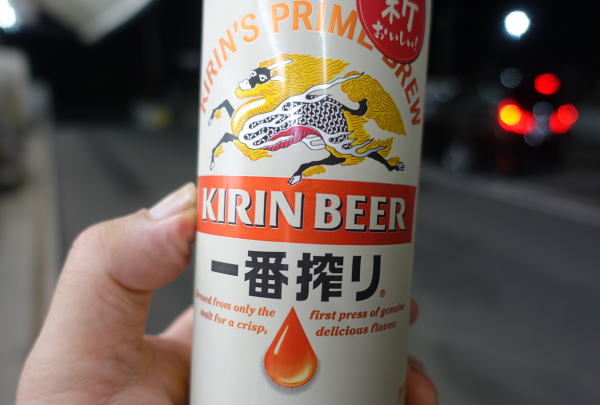 新
おいしい!
KIRIN'S PRIME BREW
KIRIN BEER
一番搾り®
from only the
malt for a crisp,
first press of genuine
delicious flavor.